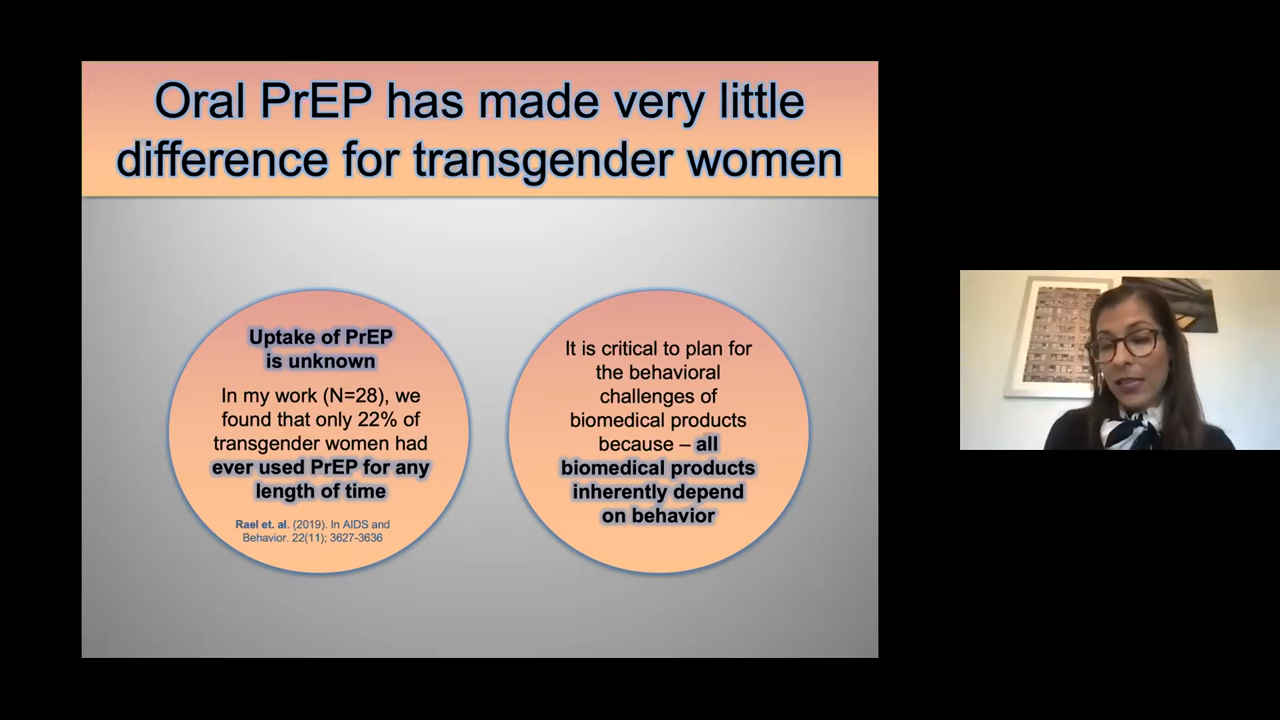 Oral PrEP has made very little
difference for transgender women
Uptake of PrEP
is unknown
In my work (N=28), we
found that only 22% of
transgender women had
ever used PrEP for any
length of time
Rael et. al. (2019). In AIDS and
Behavior. 22(11); 3627-3636
It is critical to plan for
the behavioral
challenges of
biomedical products
because – all
biomedical products
inherently depend
on behavior